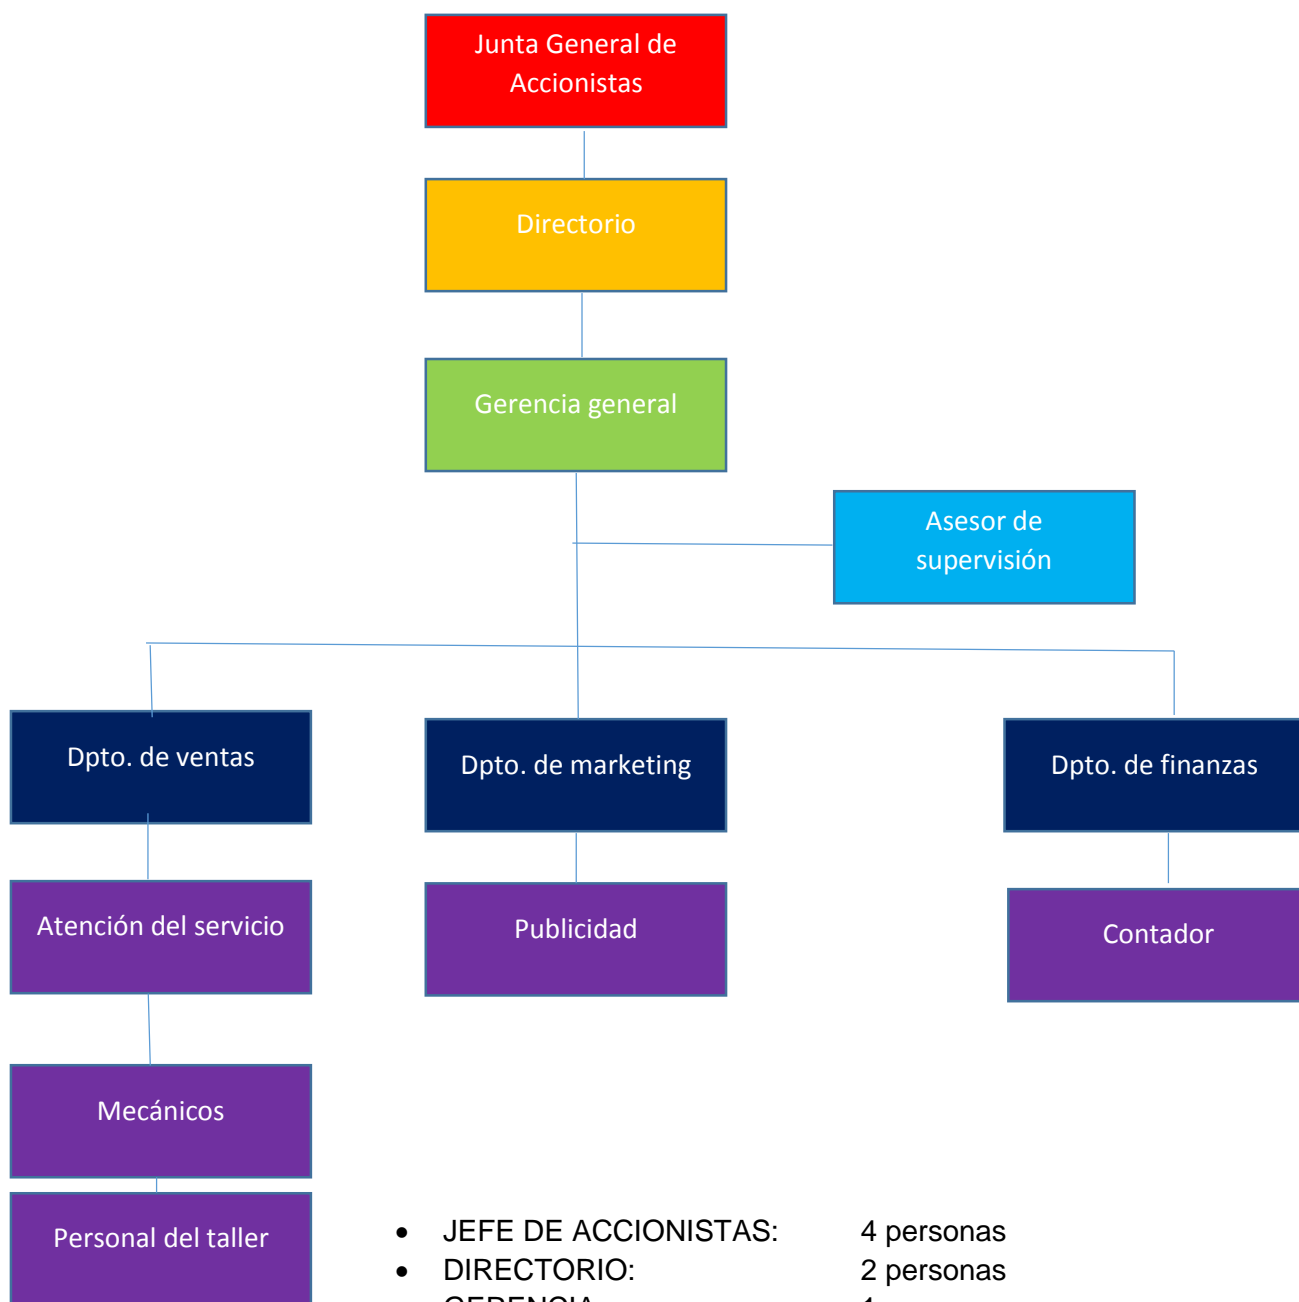 Junta General de
Accionistas
Directorio
Gerencia general
Asesor de
supervisión
Dpto. de ventas
Dpto. de marketing
Dpto. de finanzas
Atención del servicio
Publicidad
Contador
Mecánicos
Personal del taller
• JEFE DE ACCIONISTAS: 4 personas
• DIRECTORIO: 2 personas
GERENCIA